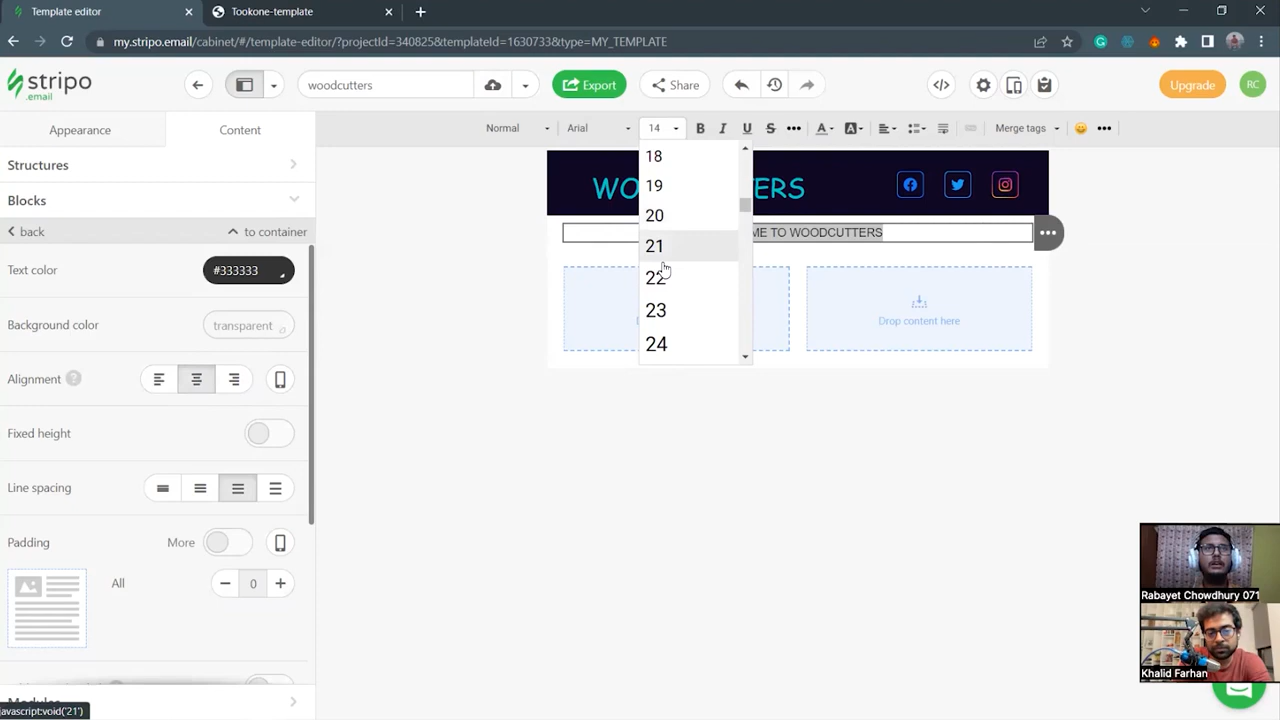 Template editor
Tookone-template
my.stripo.email/cabinet/#/template-editor/?projectId=340825&templateId=1630733&type=MY_TEMPLATE
stripo
.email
woodcutters
Export
Share
Upgrade
RC
Appearance
Content
Normal
Arial
14
B
I
U
S
A
A
Merge tags
Structures
Blocks
back
to container
Text color
#333333
Background color
transparent
Alignment
?
Fixed height
Line spacing
Padding
More
All
0
Modules
javascript:void('21')
18
19
20
21
22
23
24
WO
TERS
ME TO WOODCUTTERS
D
Drop content here
Rabayet Chowdhury 071
Khalid Farhan